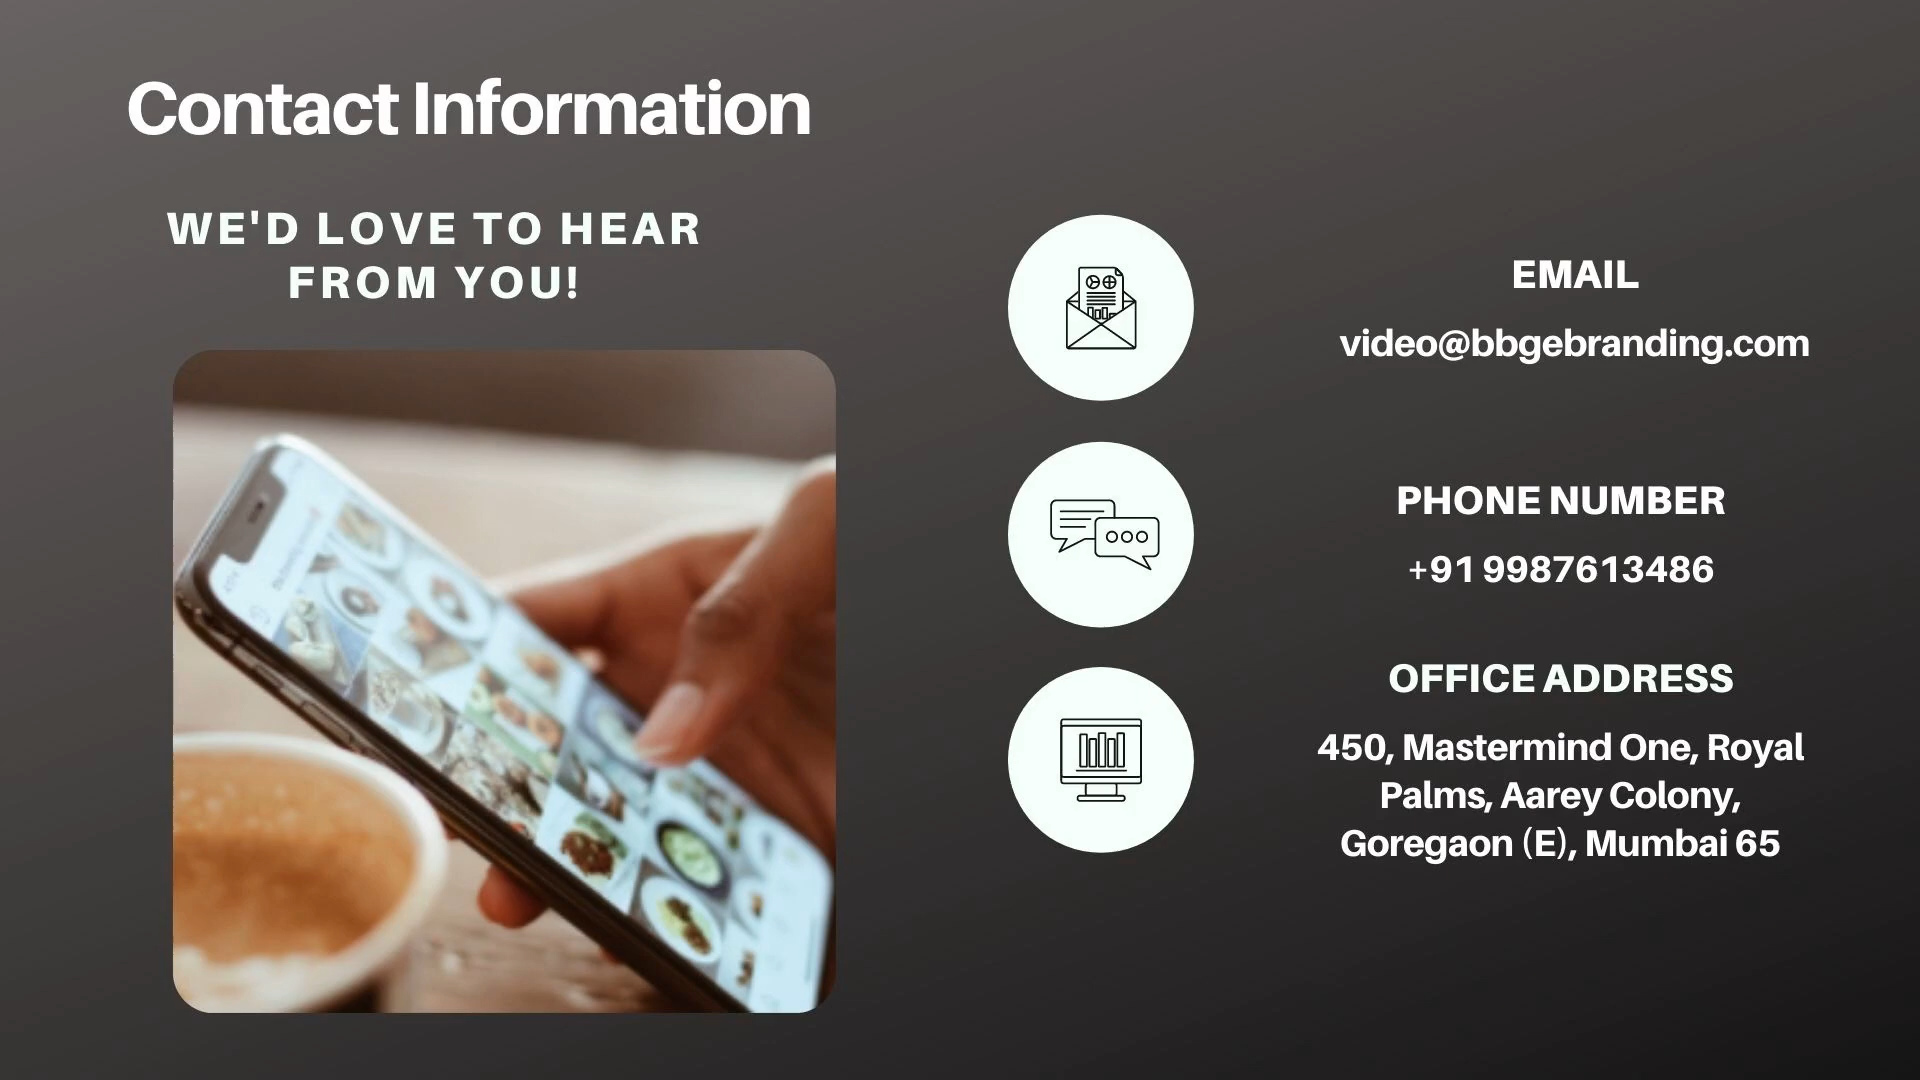 Contact Information
WE'D LOVE TO HEAR
FROM YOU!
EMAIL
video@bbgebranding.com
PHONE NUMBER
+91 9987613486
OFFICE ADDRESS
450, Mastermind One, Royal
Palms, Aarey Colony,
Goregaon (E), Mumbai 65